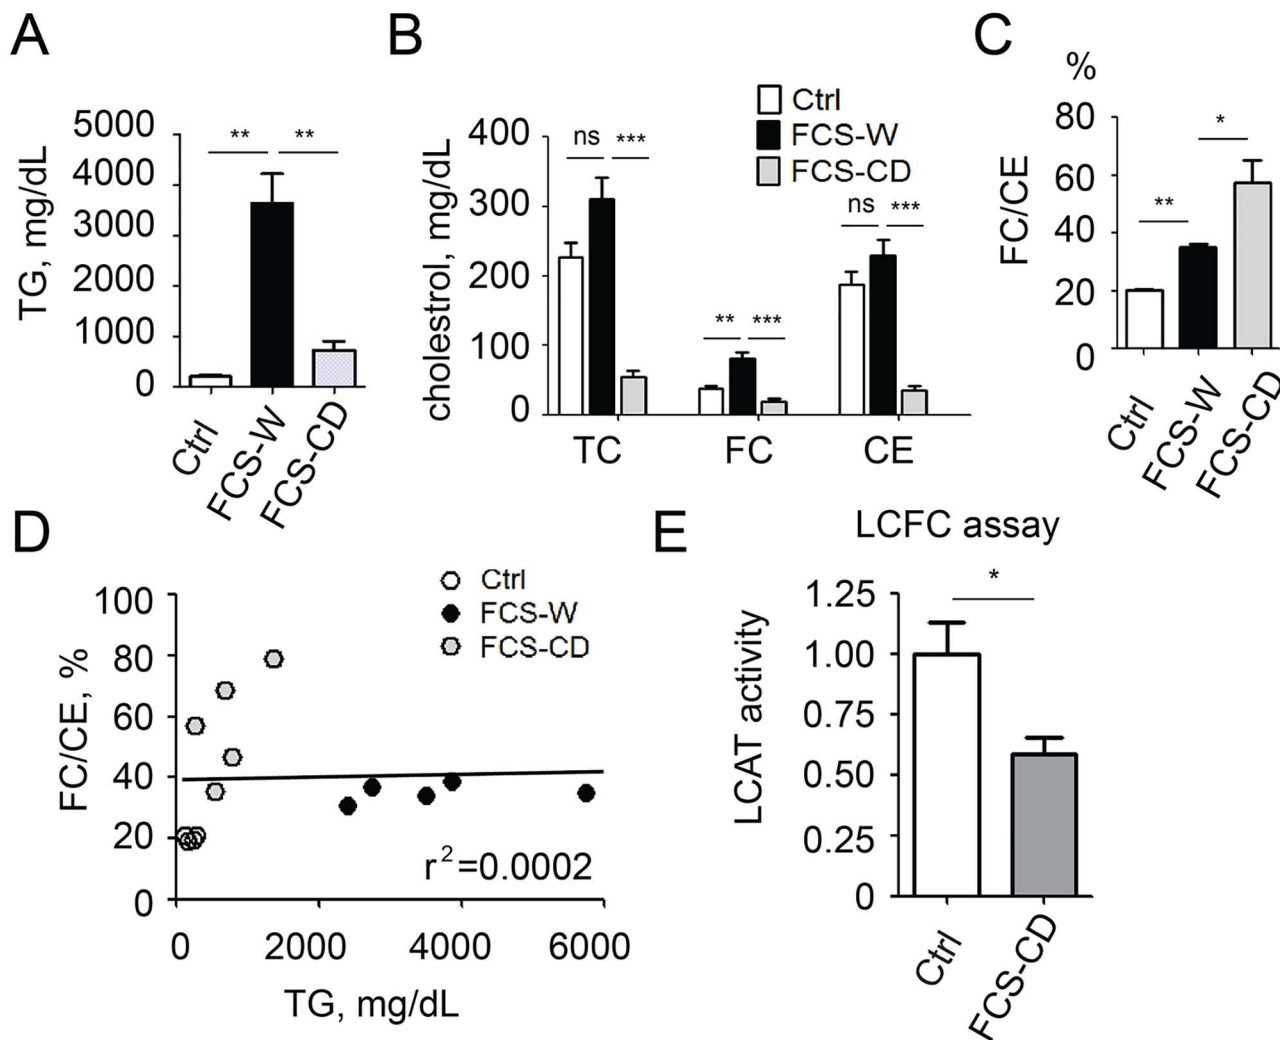 A
TG, mg/dL
5000
4000
3000
2000
1000
0
** **
Ctrl
FCS-W
FCS-CD
B
cholestrol, mg/dL
400
300
200
100
0
Ctrl
FCS-W
FCS-CD
ns ***
** ***
ns ***
TC FC CE
C
%
FC/CE
80
60
40
20
0
*
**
Ctrl
FCS-W
FCS-CD
D
FC/CE, %
100
80
60
40
20
0
Ctrl
FCS-W
FCS-CD
r²=0.0002
0 2000 4000 6000
TG, mg/dL
E
LCFC assay
LCAT activity
1.25
1.00
0.75
0.50
0.25
0
*
Ctrl
FCS-CD